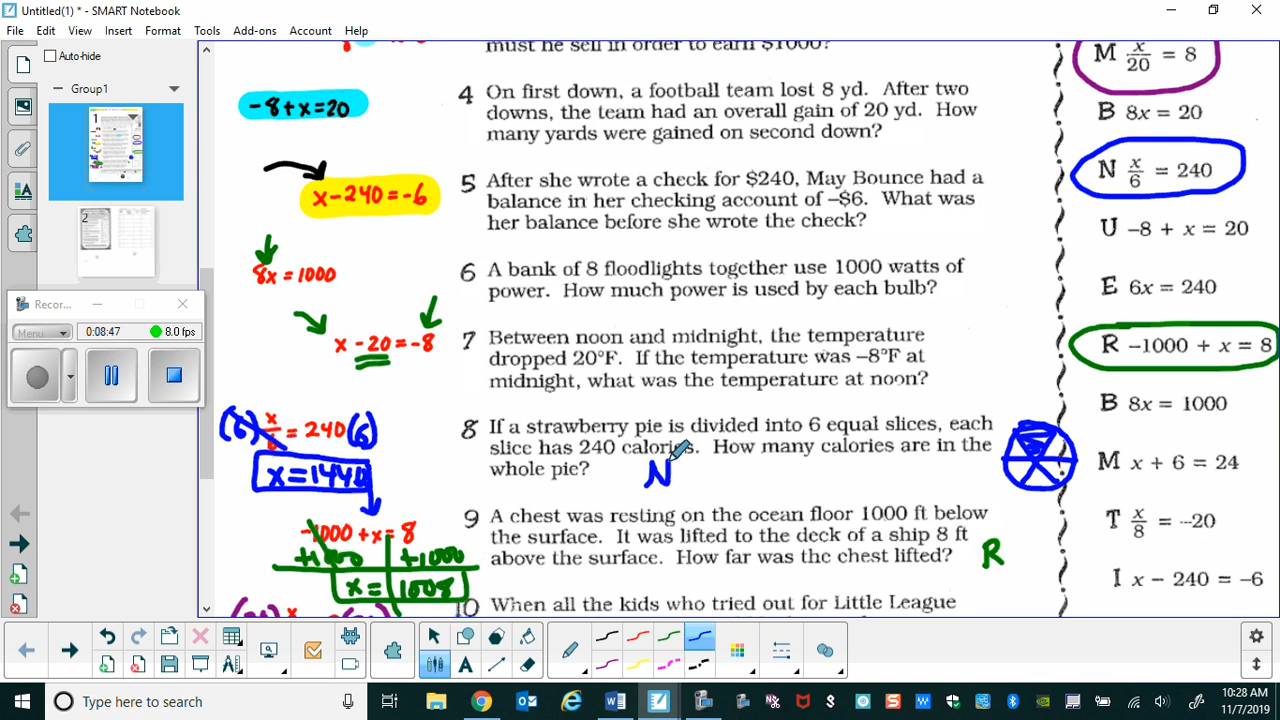 Untitled(1) * - SMART Notebook
File Edit View Insert Format Tools Add-ons Account Help
Auto-hide
Group1
1
2
Recor...
Menu
0:08:47
8.0 fps
must he sell in order to earn $1000?
-8+x=20
4 On first down, a football team lost 8 yd. After two
downs, the team had an overall gain of 20 yd. How
many yards were gained on second down?
x-240=-6
5 After she wrote a check for $240, May Bounce had a
balance in her checking account of –$6. What was
her balance before she wrote the check?
8x=1000
6 A bank of 8 floodlights together use 1000 watts of
power. How much power is used by each bulb?
x-20=-8
7 Between noon and midnight, the temperature
dropped 20°F. If the temperature was –8°F at
midnight, what was the temperature at noon?
(6) x/6 = 240(6)
x=1440
8 If a strawberry pie is divided into 6 equal slices, each
slice has 240 calories. How many calories are in the
whole pie?
N
-1000+x=8
+1000 +1000
x=1008
9 A chest was resting on the ocean floor 1000 ft below
the surface. It was lifted to the deck of a ship 8 ft
above the surface. How far was the chest lifted?
R
10 When all the kids who tried out for Little League
M x/20 = 8
B 8x = 20
N x/6 = 240
U -8 + x = 20
E 6x = 240
R -1000 + x = 8
B 8x = 1000
M x + 6 = 24
T x/8 = -20
I x - 240 = -6
Type here to search
10:28 AM
11/7/2019